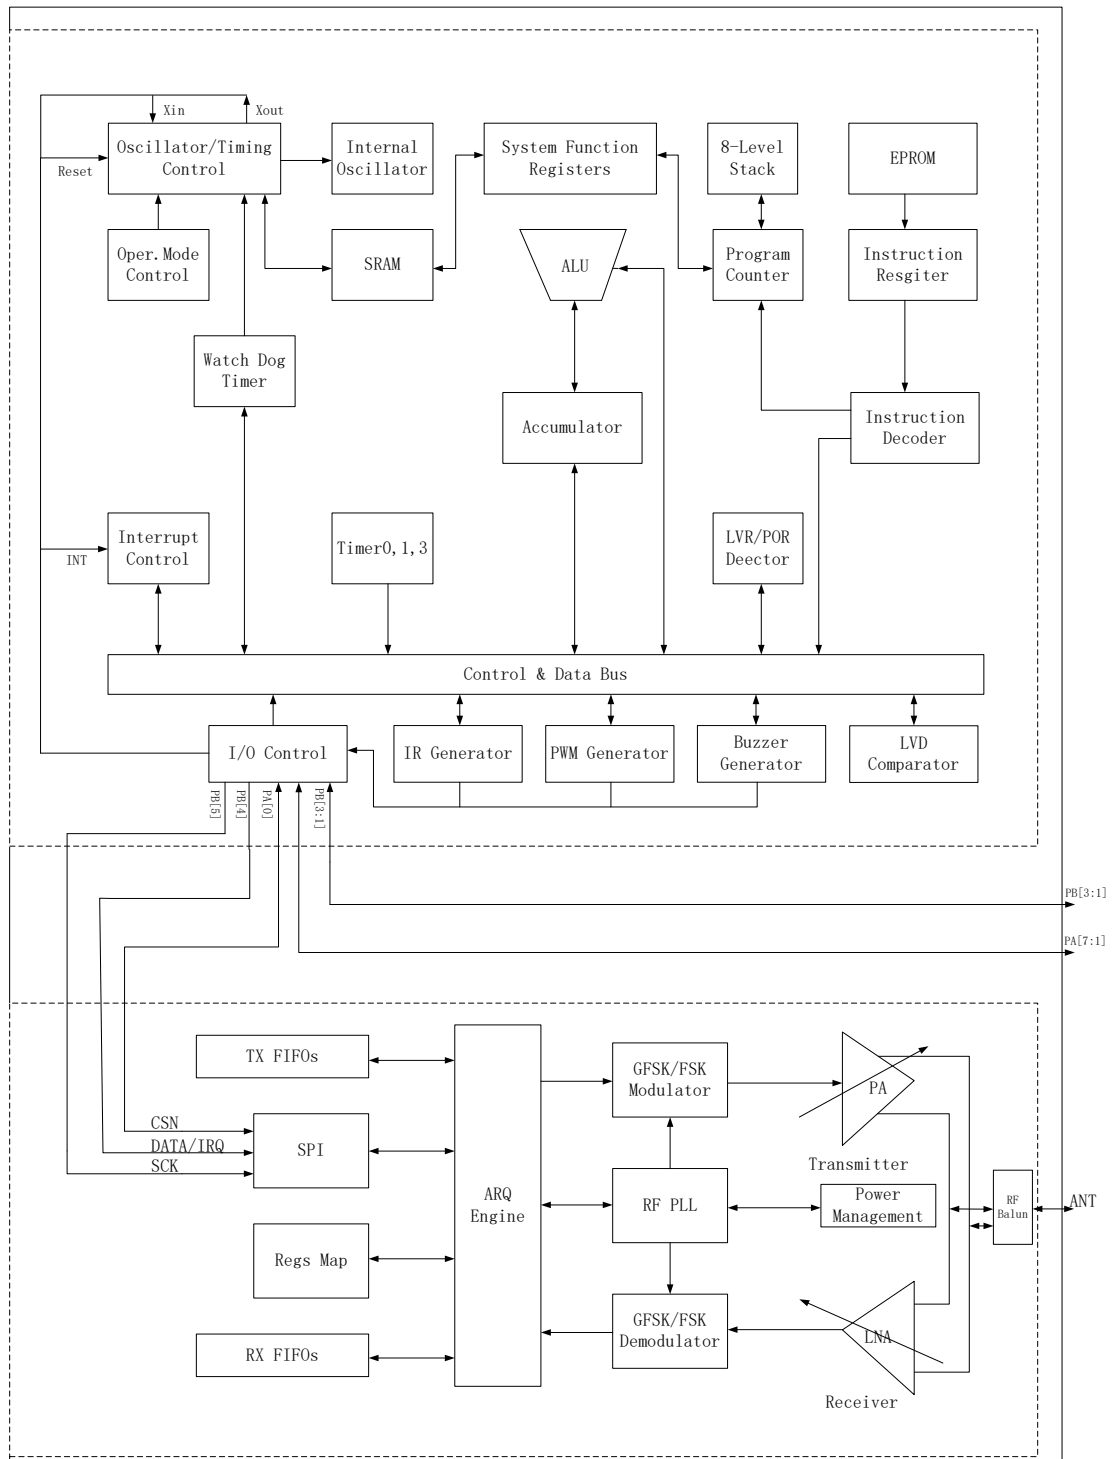 Xin
Xout
Oscillator/Timing
Control
Reset
Internal
Oscillator
System Function
Registers
8-Level
Stack
EPROM
Oper.Mode
Control
SRAM
ALU
Program
Counter
Instruction
Resgiter
Watch Dog
Timer
Accumulator
Instruction
Decoder
Interrupt
Control
INT
Timer0,1,3
LVR/POR
Deector
Control & Data Bus
I/O Control
IR Generator
PWM Generator
Buzzer
Generator
LVD
Comparator
PB[5]
PB[4]
PA[0]
PB[3:1]
PB[3:1]
PA[7:1]
TX FIFOs
GFSK/FSK
Modulator
PA
CSN
DATA/IRQ
SCK
SPI
Transmitter
ARQ
Engine
RF PLL
Power
Management
RF
Balun
ANT
Regs Map
GFSK/FSK
Demodulator
LNA
RX FIFOs
Receiver